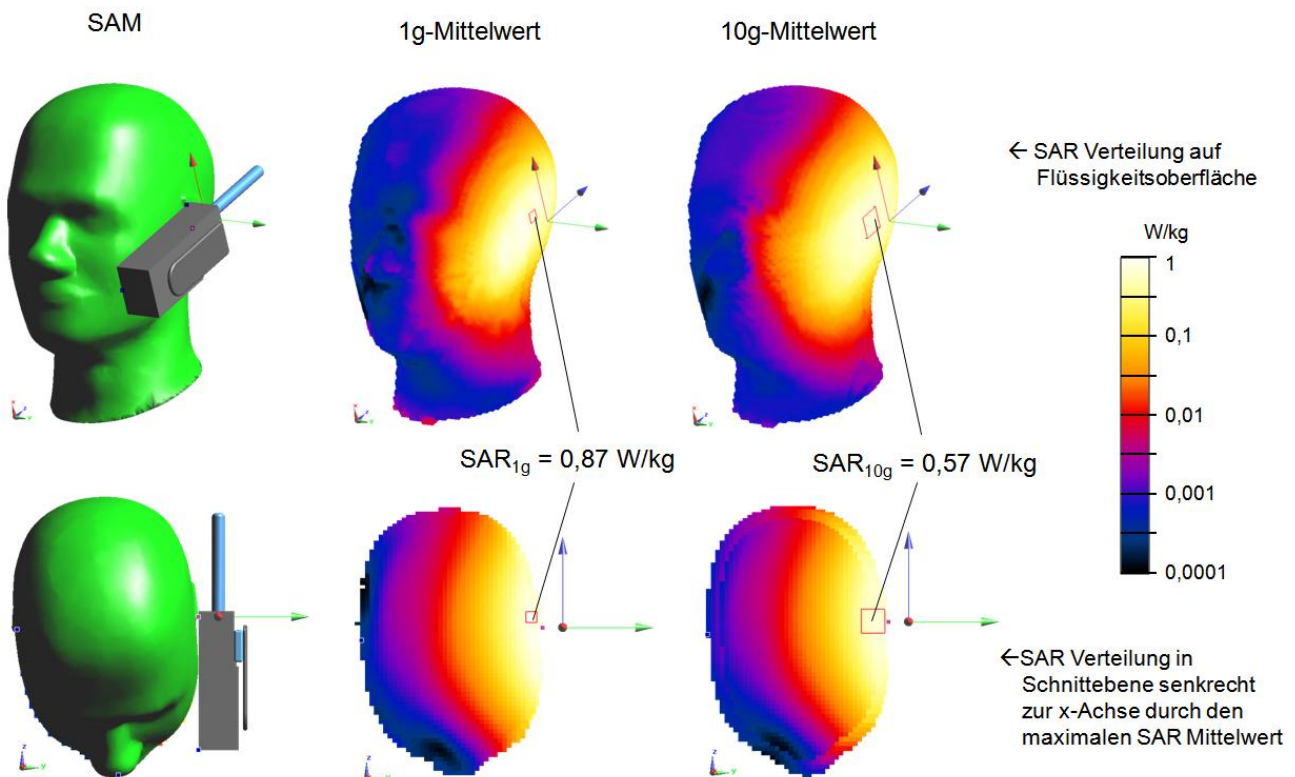 SAM
1g-Mittelwert
10g-Mittelwert
← SAR Verteilung auf
Flüssigkeitsoberfläche
W/kg
1
0,1
0,01
0,001
0,0001
SAR1g = 0,87 W/kg
SAR10g = 0,57 W/kg
←SAR Verteilung in
Schnittebene senkrecht
zur x-Achse durch den
maximalen SAR Mittelwert